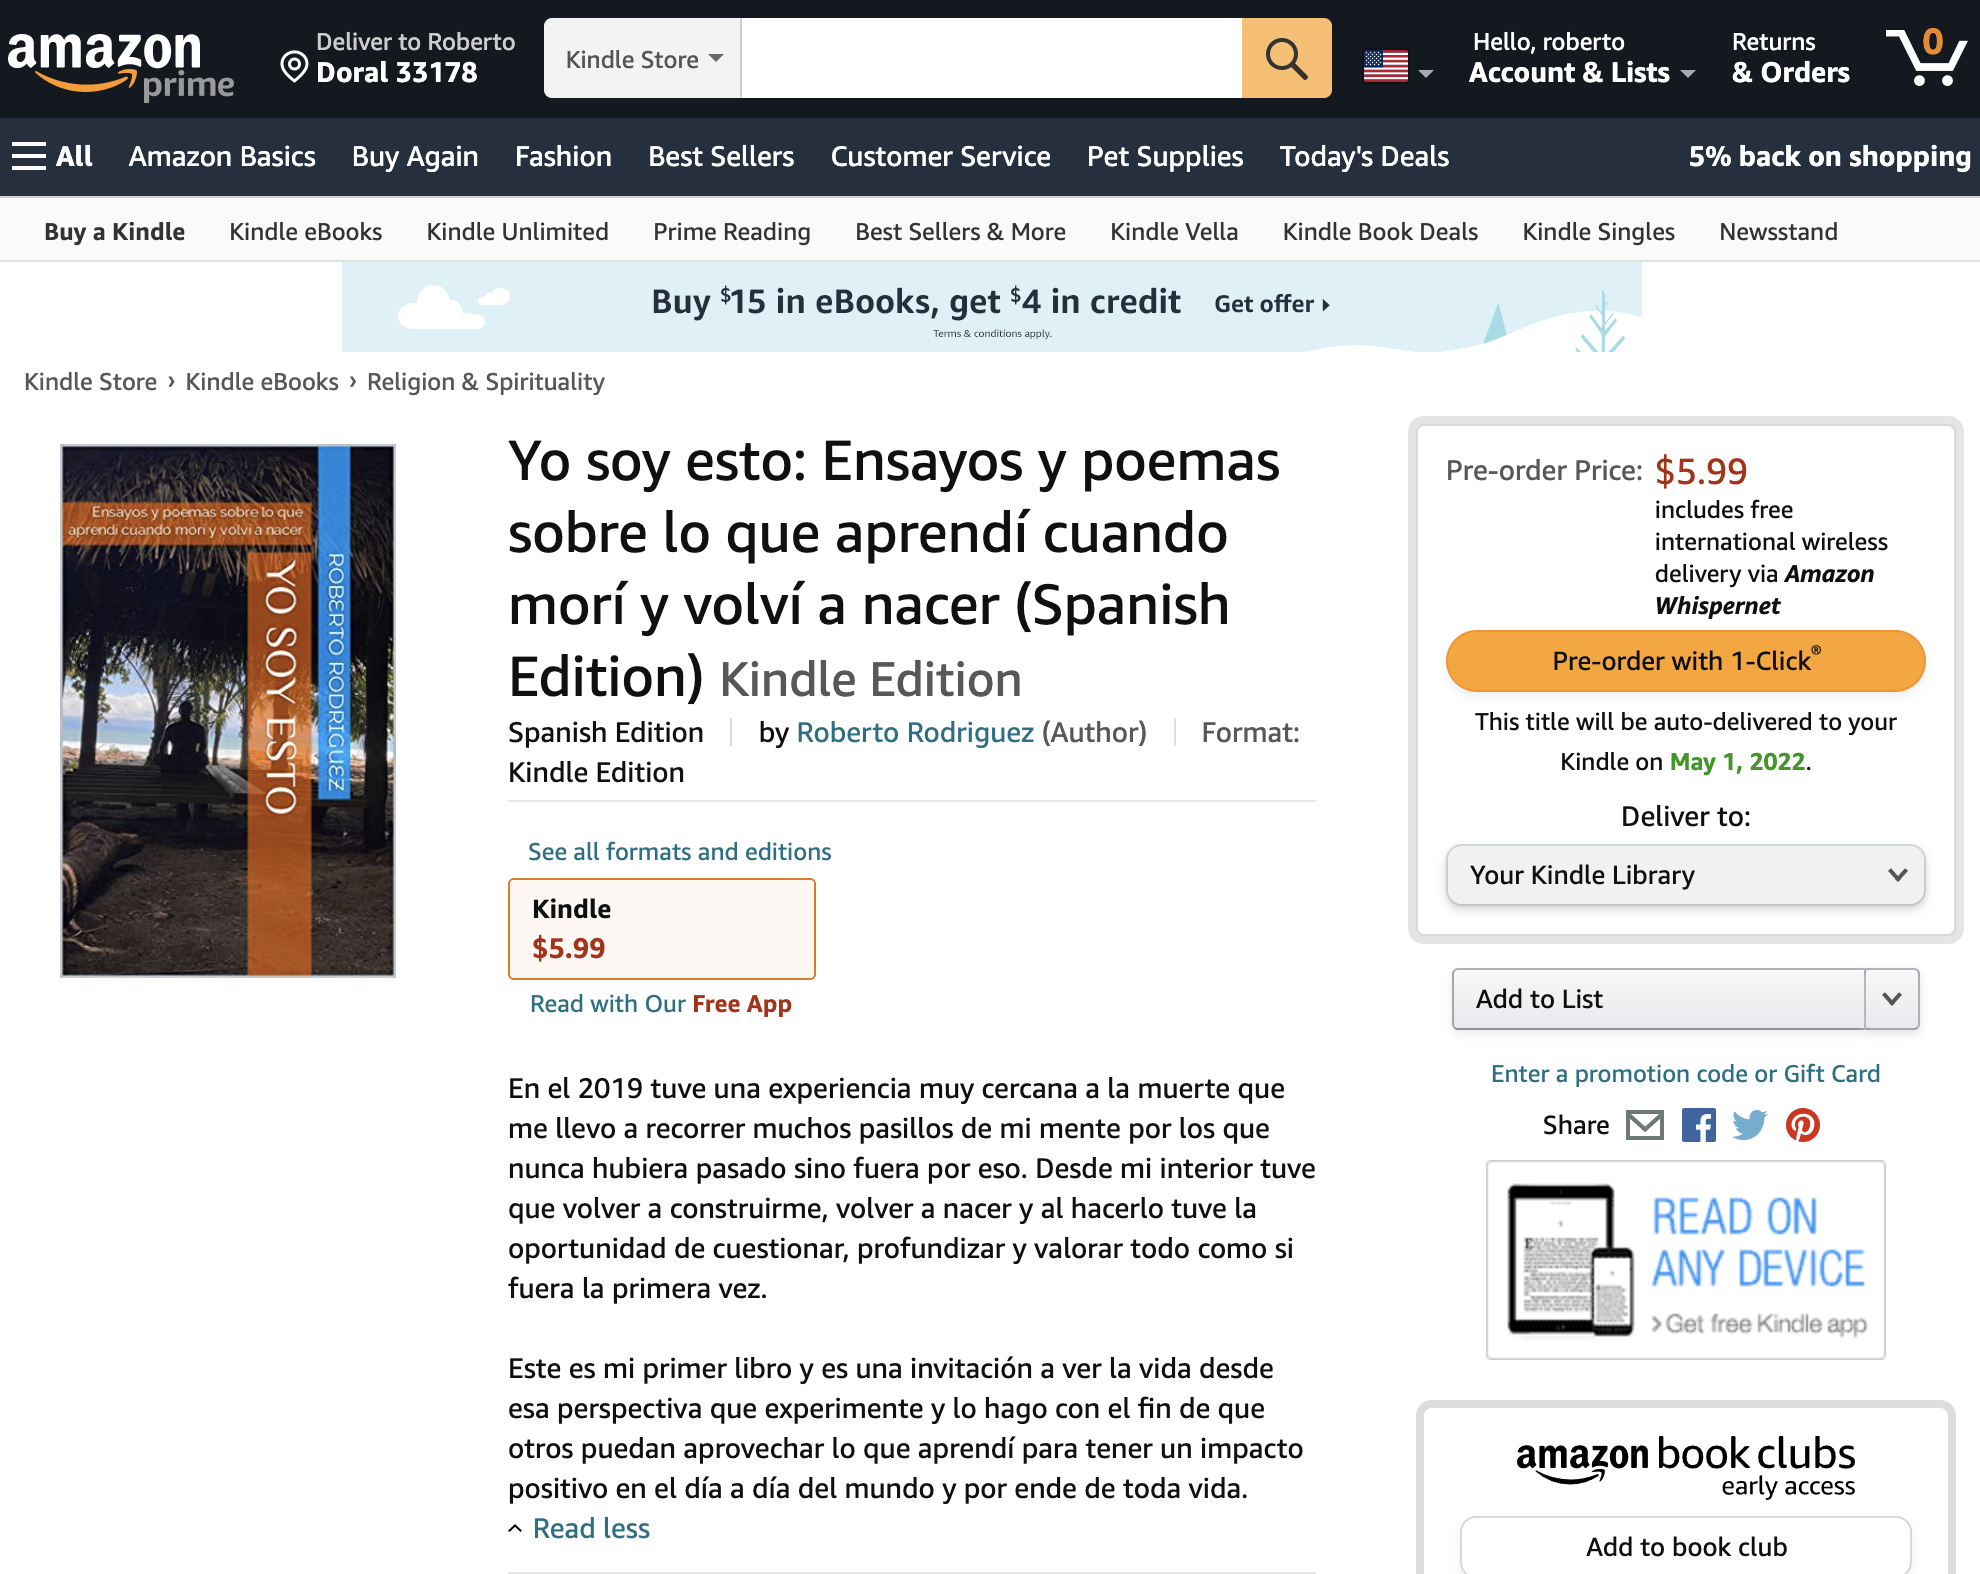 amazon
prime
Deliver to Roberto
Doral 33178
Kindle Store
Hello, roberto
Account & Lists
Returns
& Orders
0
All
Amazon Basics
Buy Again
Fashion
Best Sellers
Customer Service
Pet Supplies
Today's Deals
5% back on shopping
Buy a Kindle
Kindle eBooks
Kindle Unlimited
Prime Reading
Best Sellers & More
Kindle Vella
Kindle Book Deals
Kindle Singles
Newsstand
Buy $15 in eBooks, get $4 in credit
Get offer
Terms & conditions apply.
Kindle Store › Kindle eBooks › Religion & Spirituality
Ensayos y poemas sobre lo que
aprendí cuando morí y volví a nacer
YO SOY ESTO
ROBERTO RODRIGUEZ
Yo soy esto: Ensayos y poemas
sobre lo que aprendí cuando
morí y volví a nacer (Spanish
Edition) Kindle Edition
Spanish Edition
by Roberto Rodriguez (Author)
Format:
Kindle Edition
See all formats and editions
Kindle
$5.99
Read with Our Free App
En el 2019 tuve una experiencia muy cercana a la muerte que
me llevo a recorrer muchos pasillos de mi mente por los que
nunca hubiera pasado sino fuera por eso. Desde mi interior tuve
que volver a construirme, volver a nacer y al hacerlo tuve la
oportunidad de cuestionar, profundizar y valorar todo como si
fuera la primera vez.
Este es mi primer libro y es una invitación a ver la vida desde
esa perspectiva que experimente y lo hago con el fin de que
otros puedan aprovechar lo que aprendí para tener un impacto
positivo en el día a día del mundo y por ende de toda vida.
Read less
Pre-order Price: $5.99
includes free
international wireless
delivery via Amazon
Whispernet
Pre-order with 1-Click®
This title will be auto-delivered to your
Kindle on May 1, 2022.
Deliver to:
Your Kindle Library
Add to List
Enter a promotion code or Gift Card
Share
READ ON
ANY DEVICE
>Get free Kindle app
amazon book clubs
early access
Add to book club